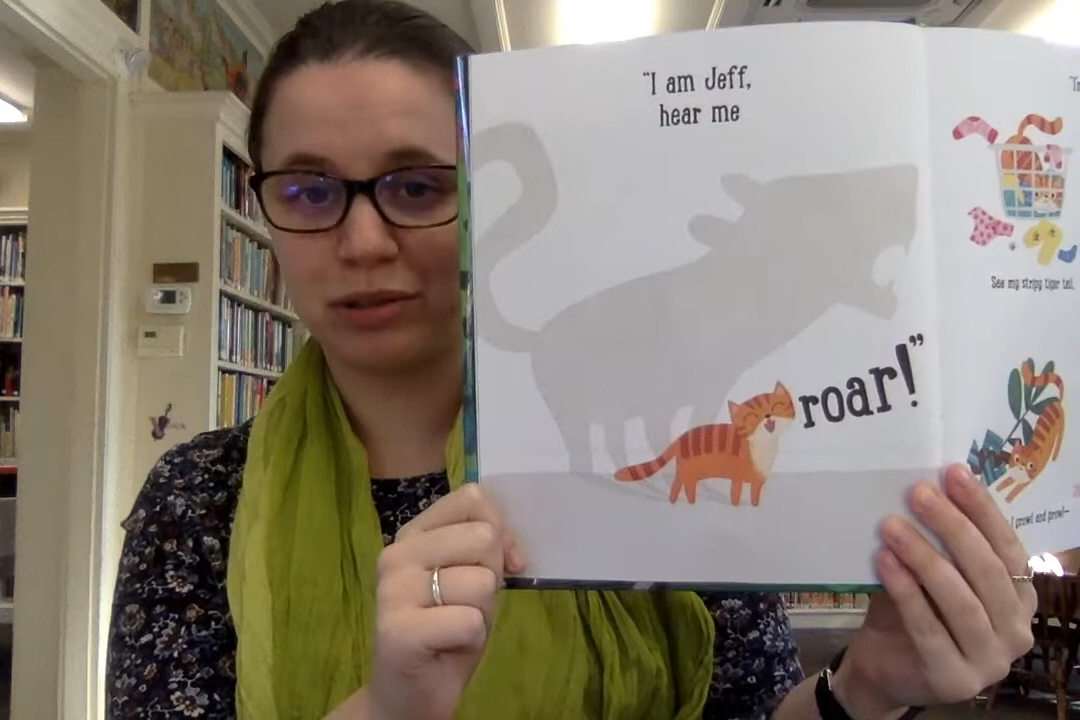 "I am Jeff,
hear me
roar!"
See my stripy tiger tail,
I growl and prowl—